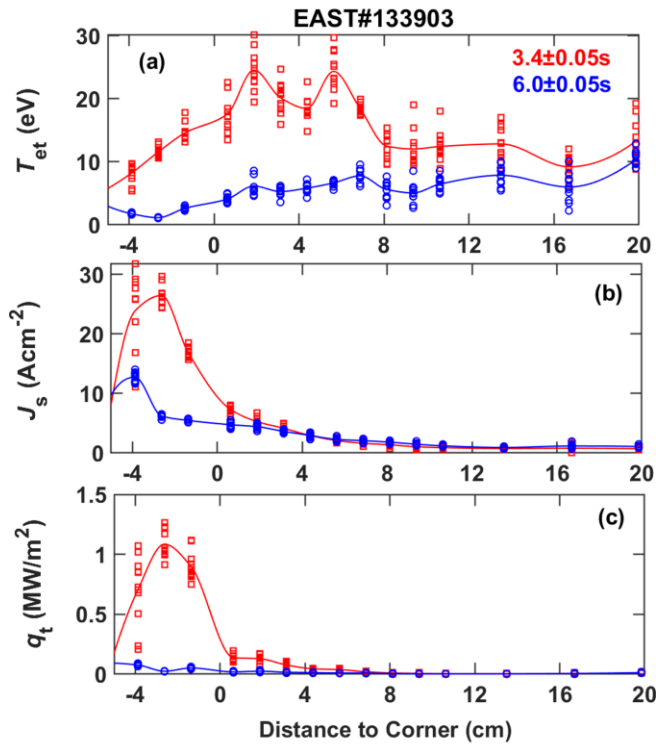 EAST#133903
(a)
3.4±0.05s
6.0±0.05s
T_et (eV)
30
20
10
0
-4 0 4 8 12 16 20
(b)
J_s (Acm⁻²)
30
20
10
0
-4 0 4 8 12 16 20
(c)
q_t (MW/m²)
1.5
1
0.5
0
-4 0 4 8 12 16 20
Distance to Corner (cm)